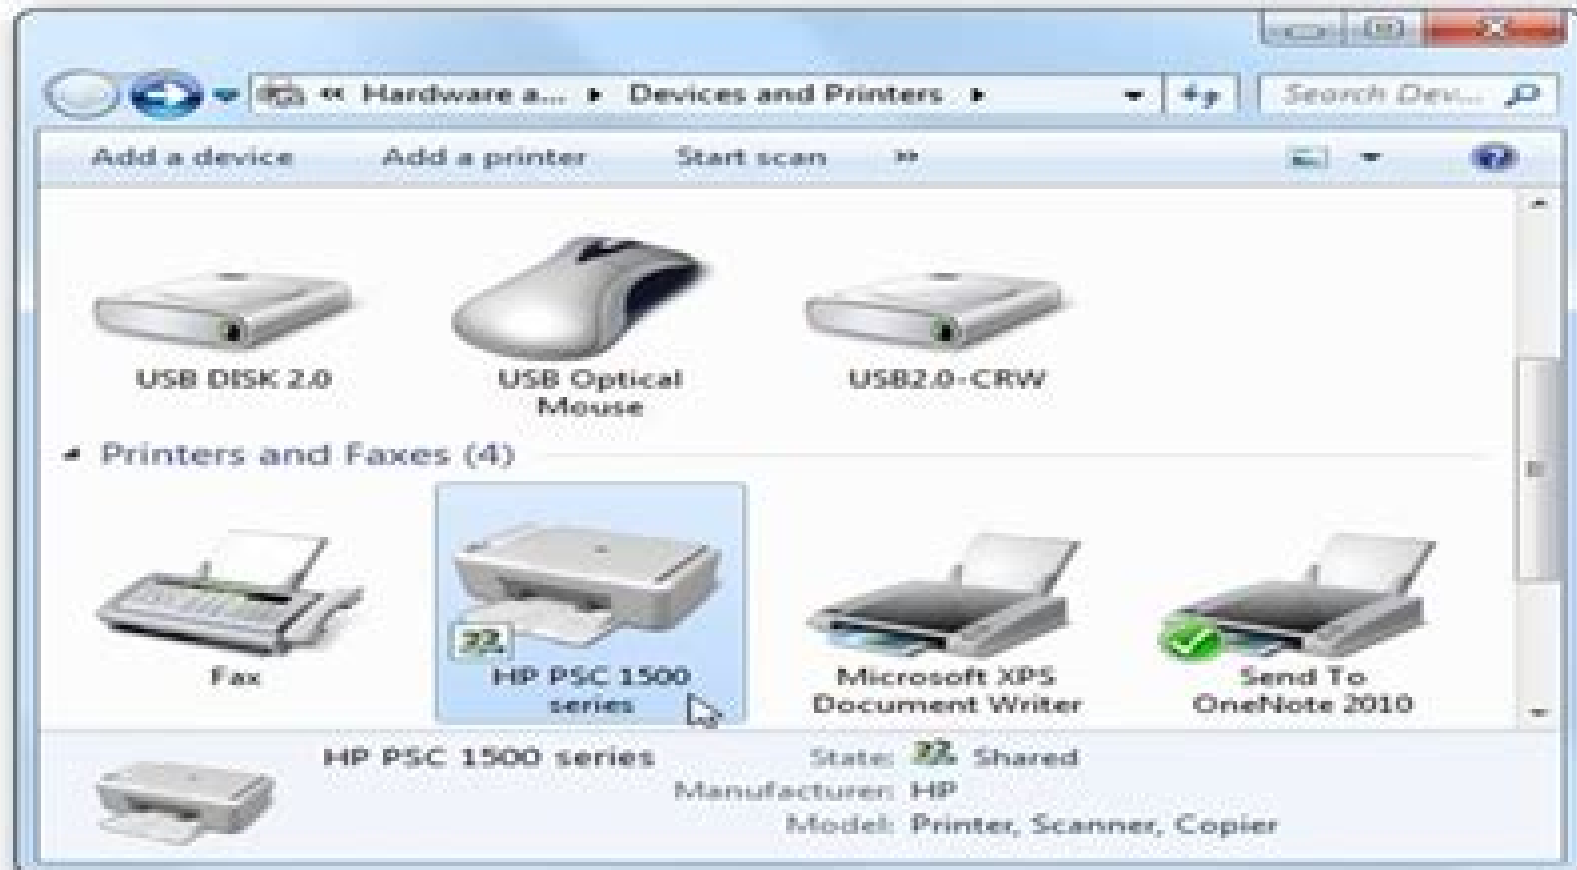 « Hardware a... ▸ Devices and Printers ▸ Search Dev...
Add a device Add a printer Start scan »
USB DISK 2.0
USB Optical Mouse
USB2.0-CRW
Printers and Faxes (4)
Fax
HP PSC 1500 series
Microsoft XPS Document Writer
Send To OneNote 2010
HP PSC 1500 series State: Shared
Manufacturer: HP
Model: Printer, Scanner, Copier